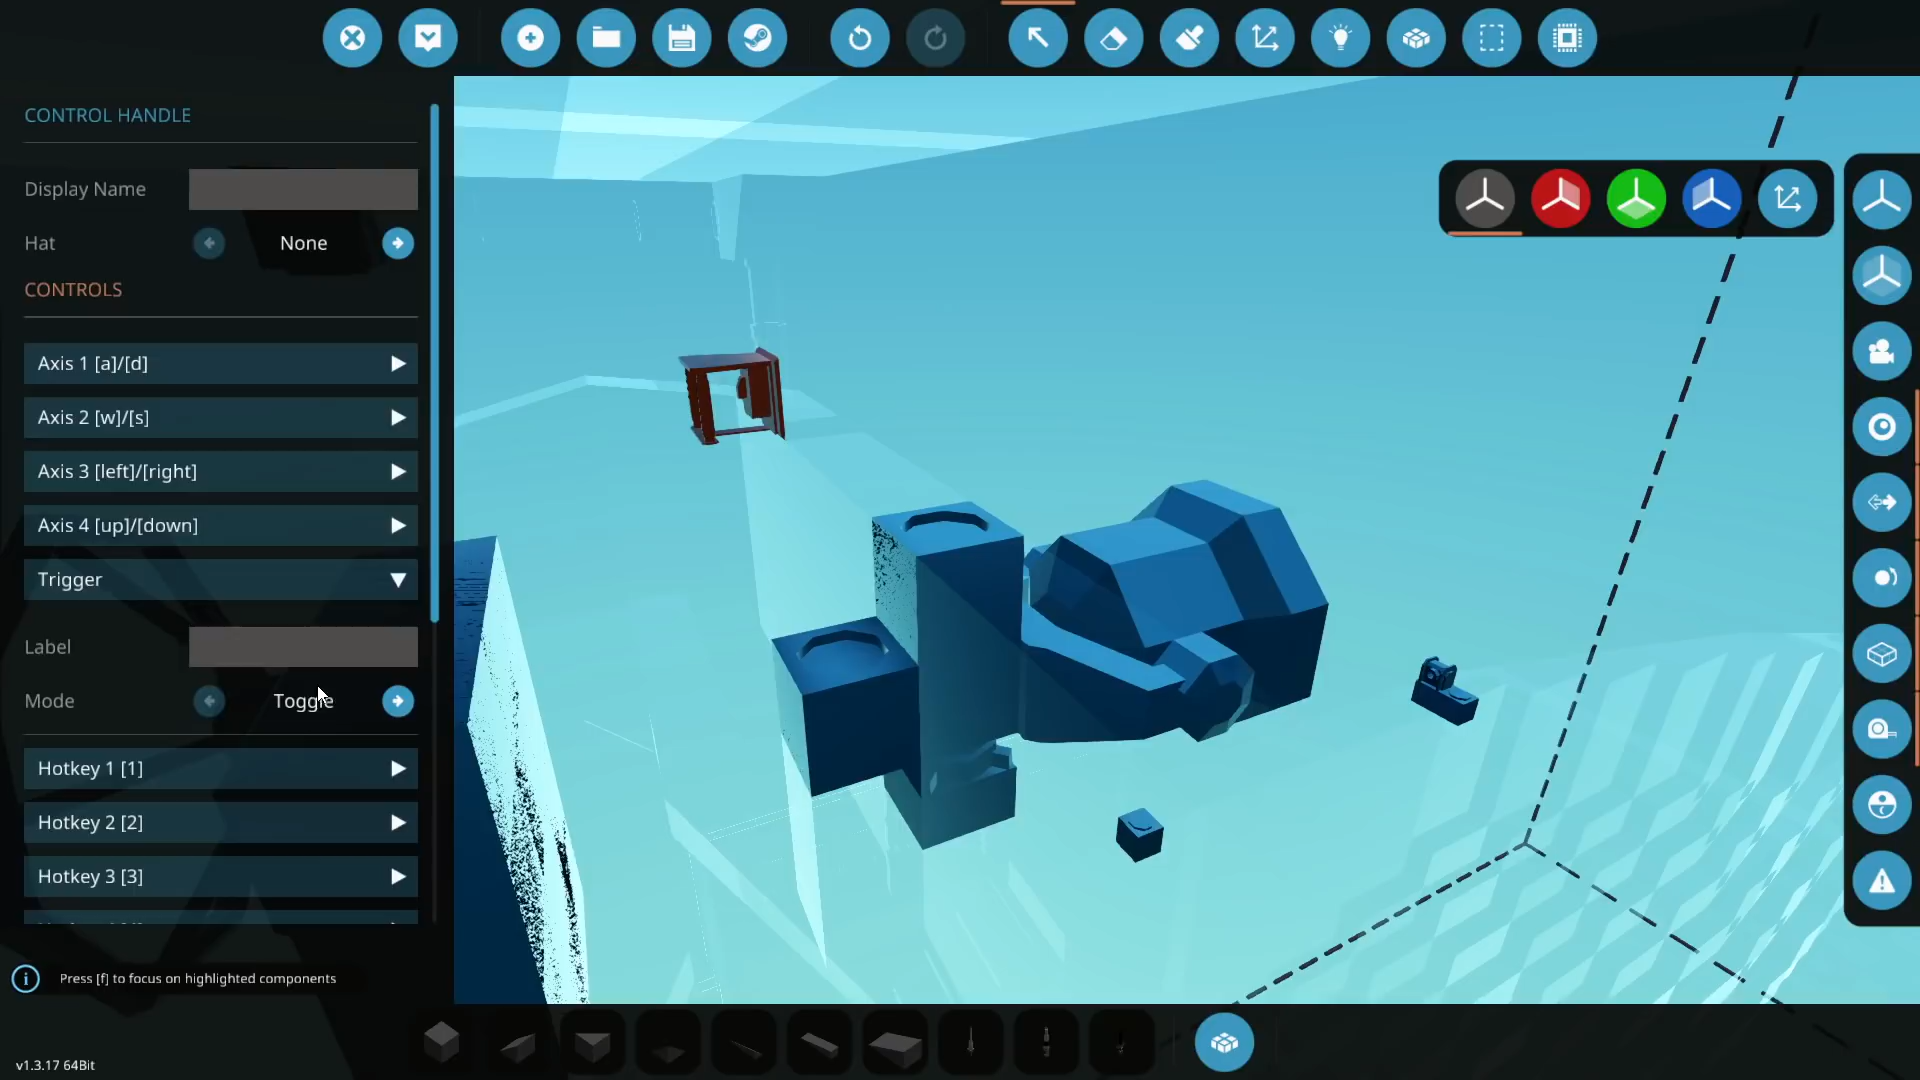 CONTROL HANDLE
Display Name
Hat
None
CONTROLS
Axis 1 [a]/[d]
Axis 2 [w]/[s]
Axis 3 [left]/[right]
Axis 4 [up]/[down]
Trigger
Label
Mode
Toggle
Hotkey 1 [1]
Hotkey 2 [2]
Hotkey 3 [3]
Press [f] to focus on highlighted components
v1.3.17 64Bit